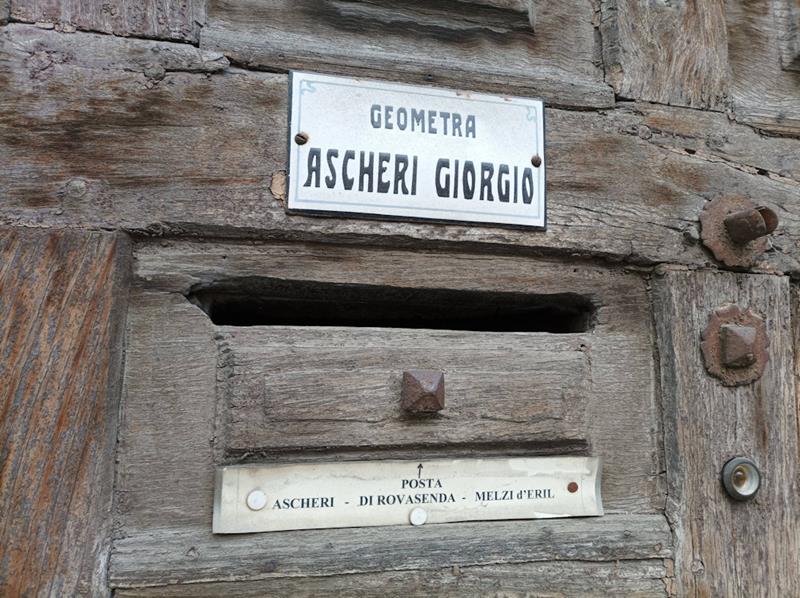 GEOMETRA
ASCHERI GIORGIO
↑
POSTA
ASCHERI - DI ROVASENDA - MELZI d'ERIL